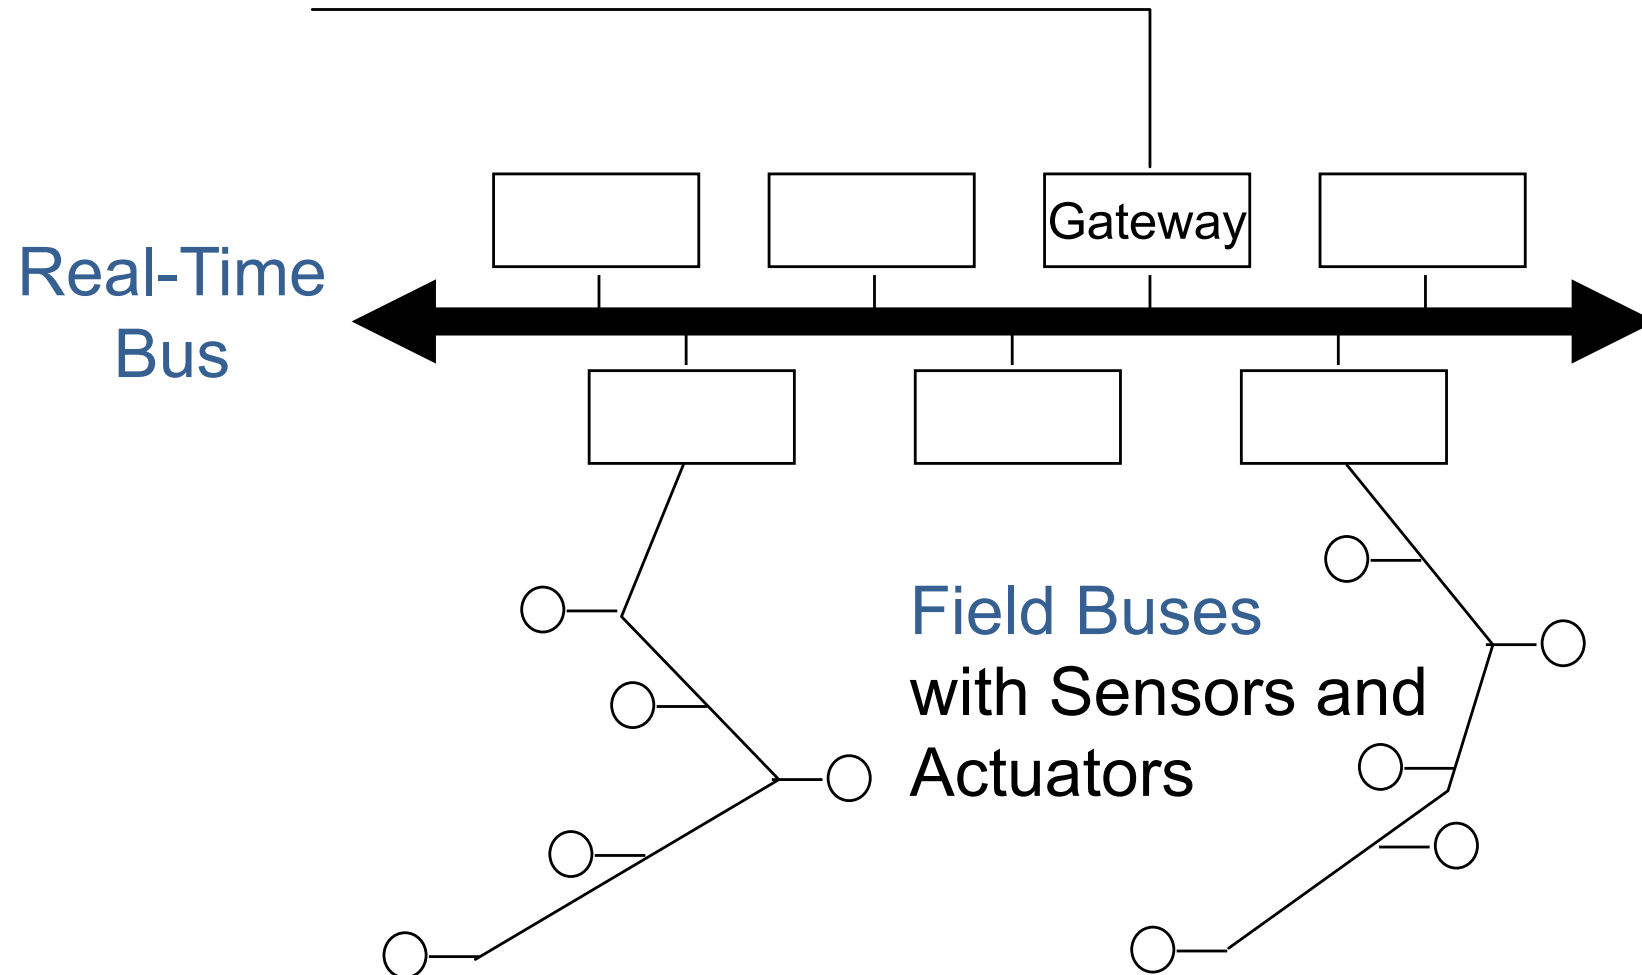 Gateway
Real-Time
Bus
Field Buses
with Sensors and
Actuators